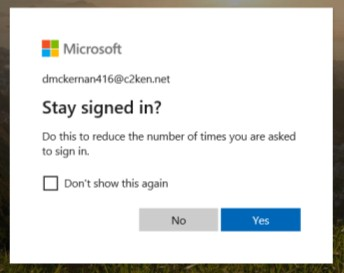 Microsoft
dmckernan416@c2ken.net
Stay signed in?
Do this to reduce the number of times you are asked
to sign in.
Don't show this again
No
Yes